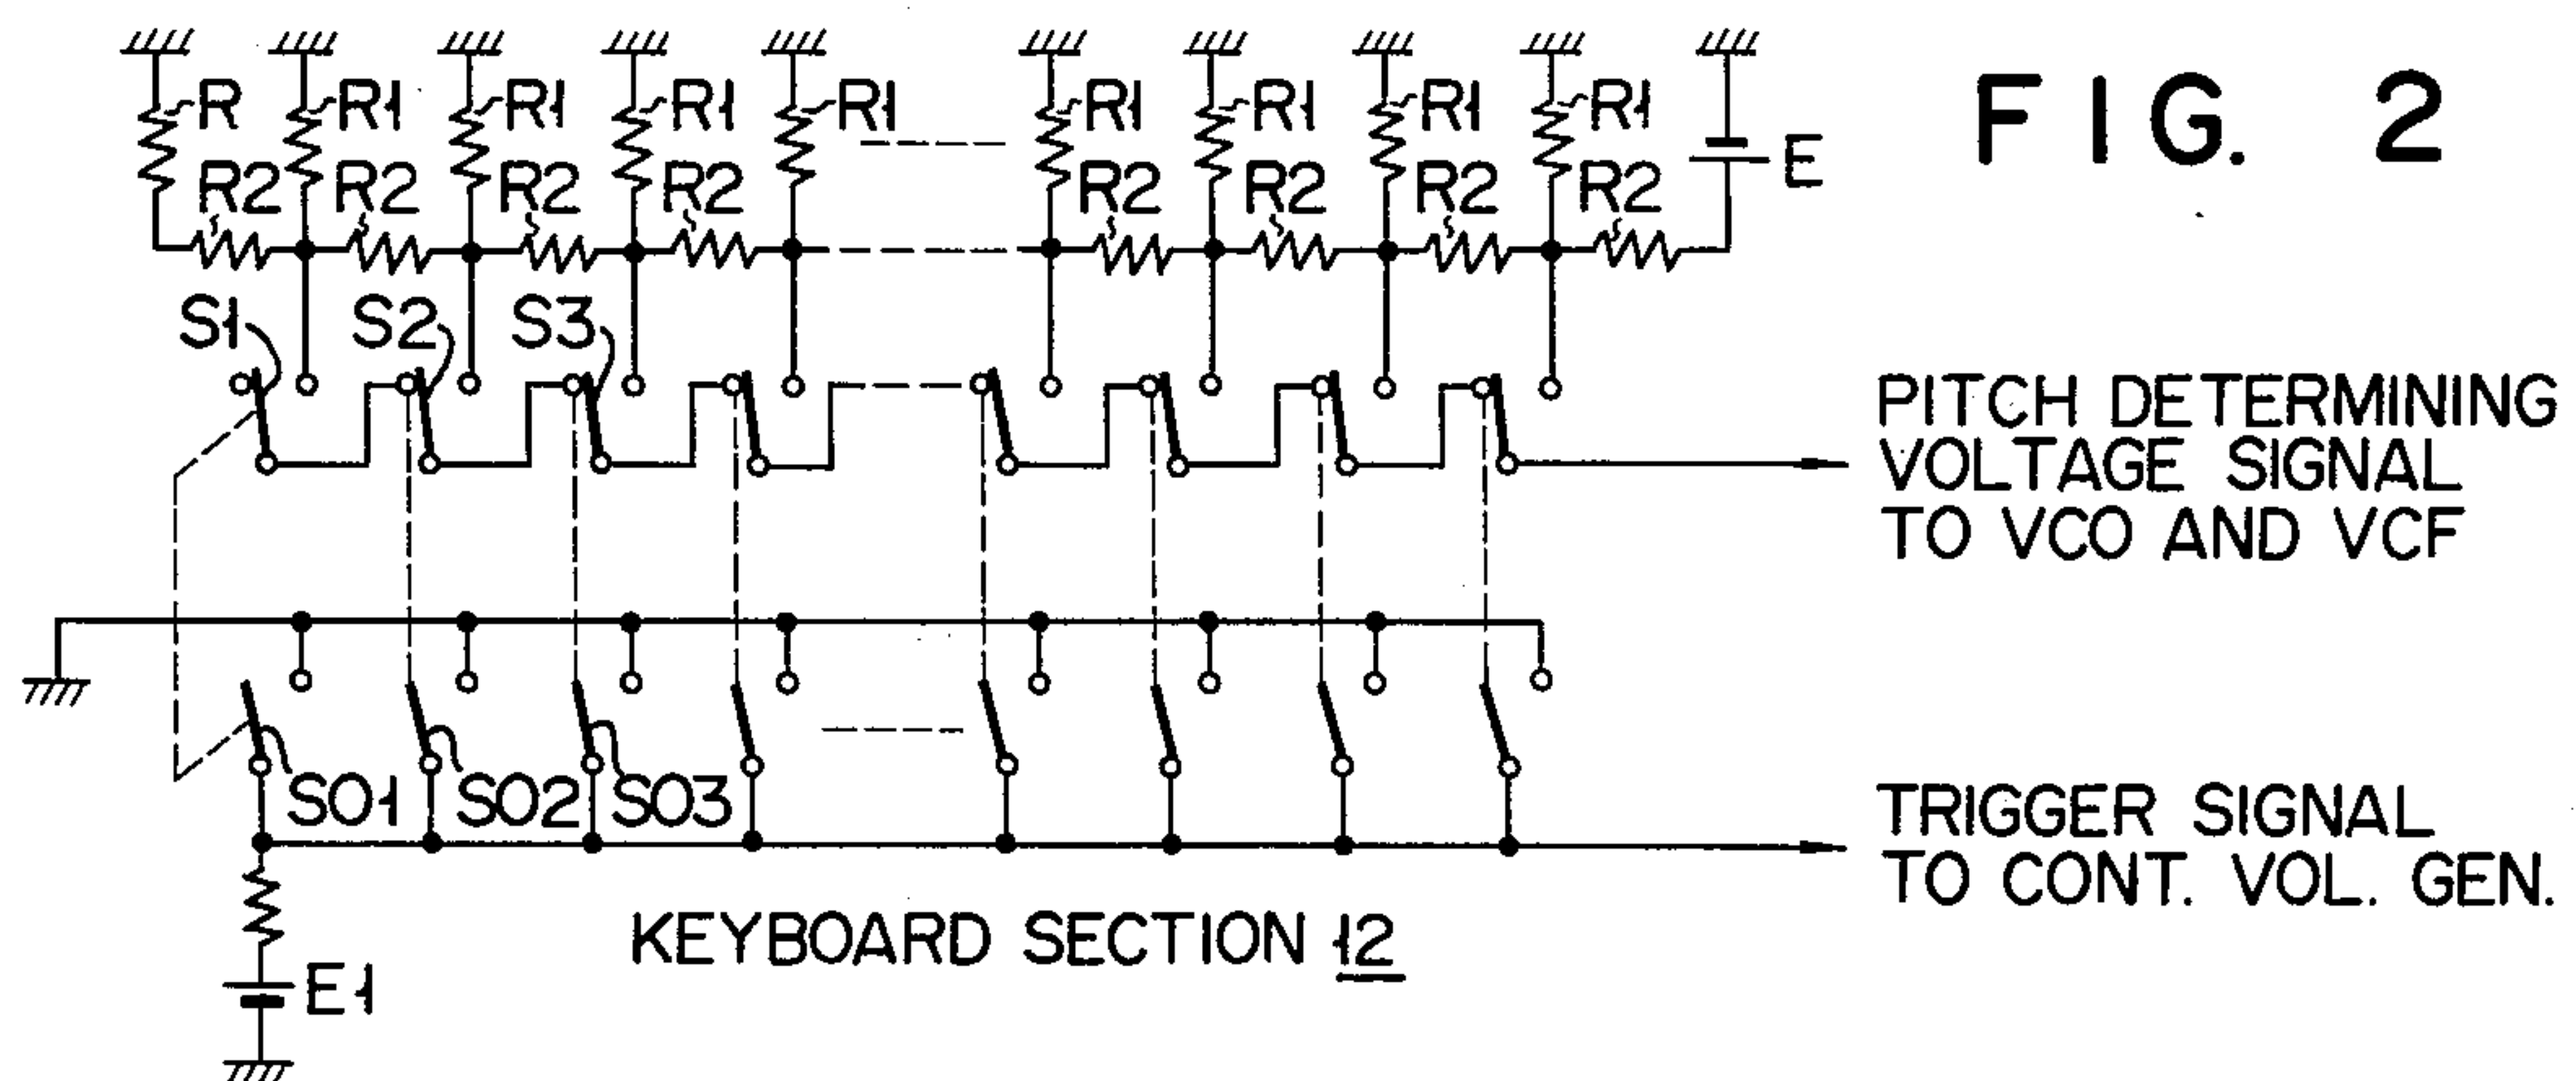 FIG. 2
R R1 R1 R1 R1 R1 R1 R1 R1
E
R2 R2 R2 R2 R2 R2 R2 R2
S1 S2 S3
PITCH DETERMINING
VOLTAGE SIGNAL
TO VCO AND VCF
S01 S02 S03
TRIGGER SIGNAL
TO CONT. VOL. GEN.
KEYBOARD SECTION 12
E1